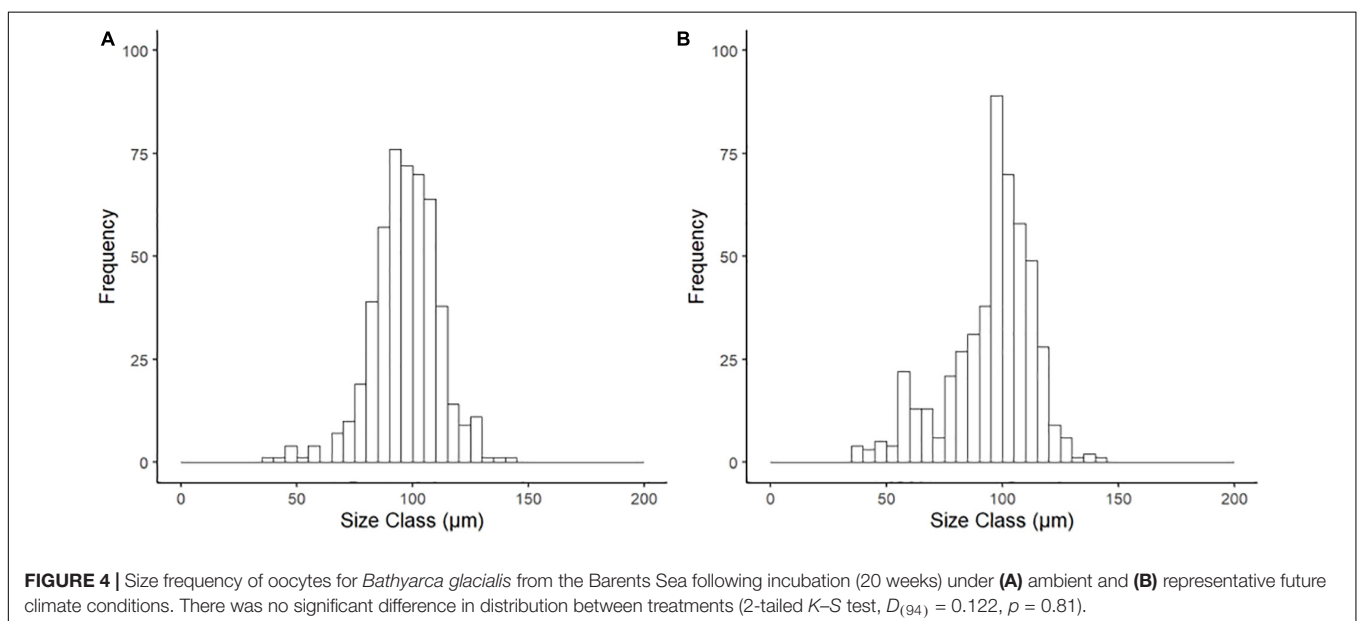 A
B
100
75
50
25
0
Frequency
0 50 100 150 200
Size Class (µm)
100
75
50
25
0
Frequency
0 50 100 150 200
Size Class (µm)
FIGURE 4 | Size frequency of oocytes for Bathyarca glacialis from the Barents Sea following incubation (20 weeks) under (A) ambient and (B) representative future
climate conditions. There was no significant difference in distribution between treatments (2-tailed K–S test, D(94) = 0.122, p = 0.81).